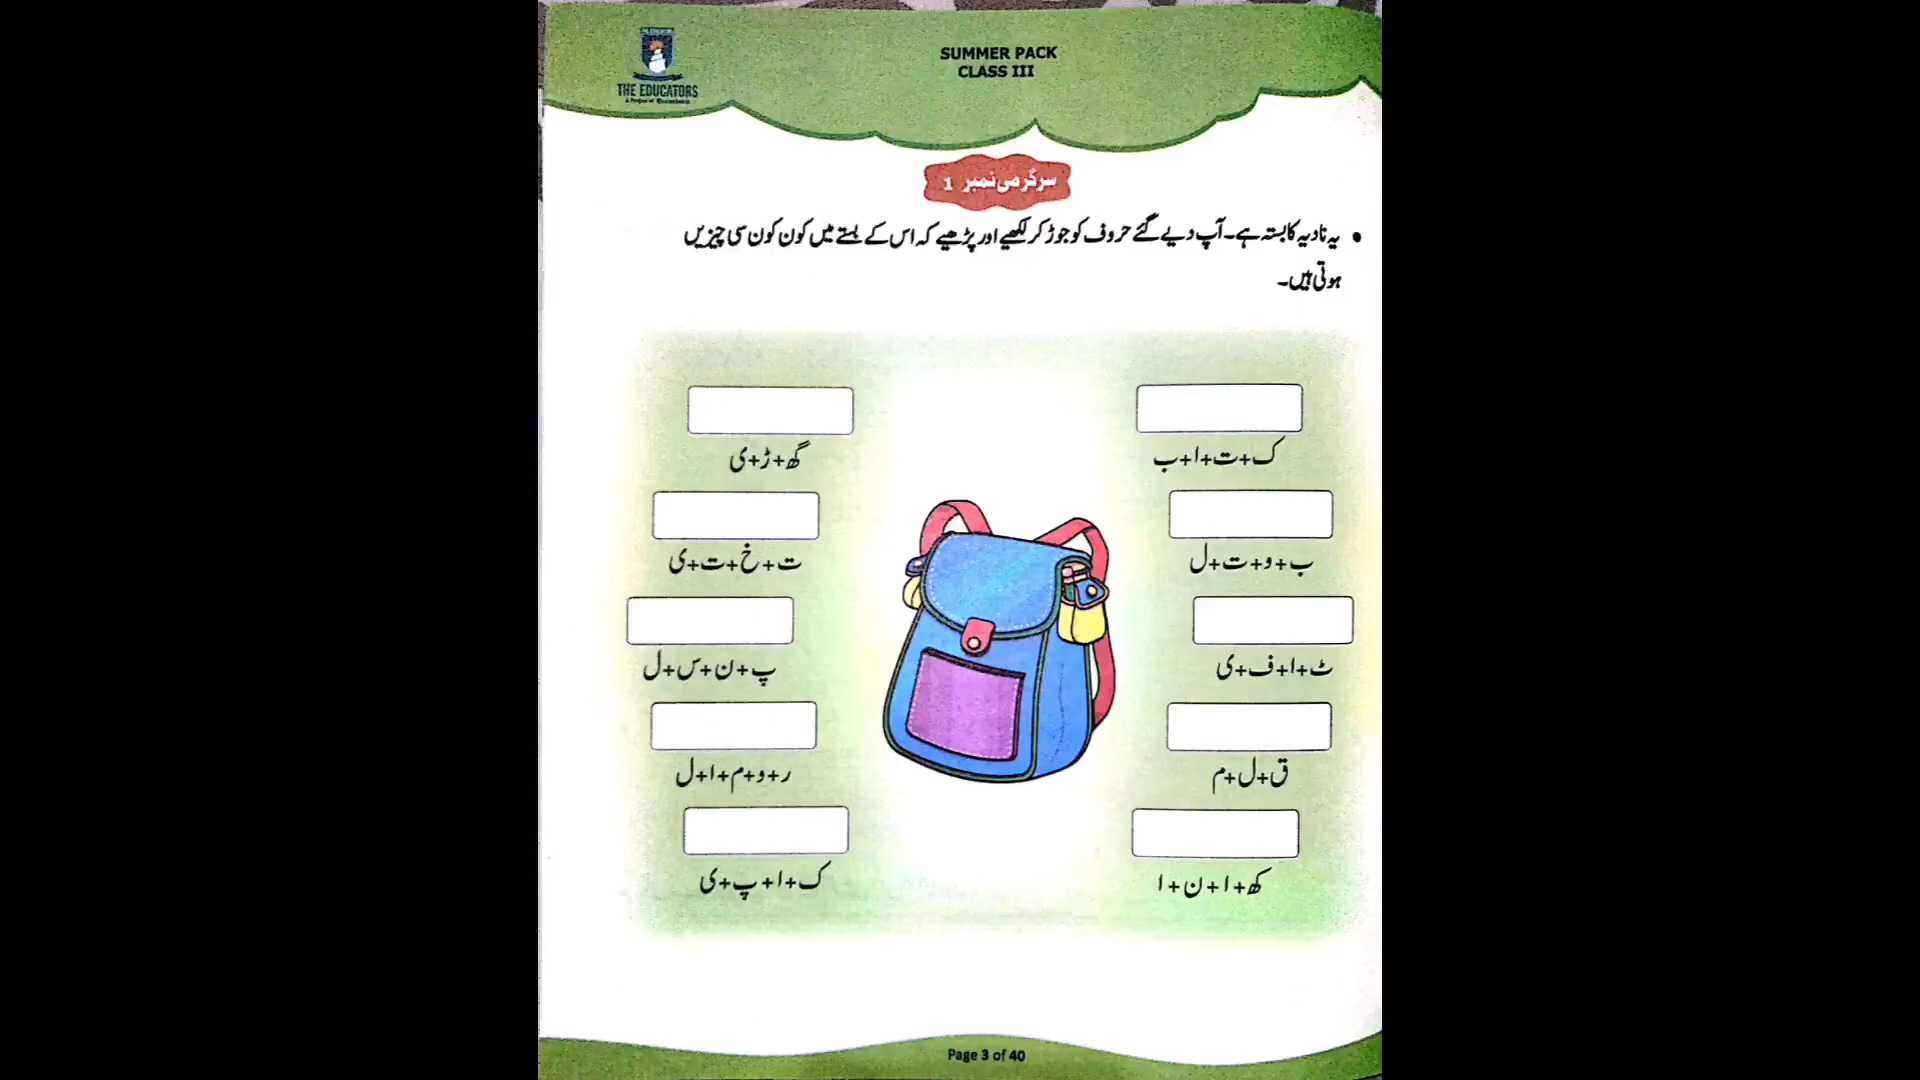 THE EDUCATORS
SUMMER PACK
CLASS III
سرگرمی نمبر 1
• یہ نادیہ کا بستہ ہے۔ آپ دیے گئے حروف کو جوڑ کر لکھیے اور پڑھیے کہ اس کے بستے میں کون کون سی چیزیں
ہوتی ہیں۔
ک+ت+ا+ب
گھ+ڑ+ی
ب+و+ت+ل
ت+خ+ت+ی
ٹ+ا+ف+ی
پ+ن+س+ل
ق+ل+م
ر+و+م+ا+ل
کھ+ا+ن+ا
ک+ا+پ+ی
Page 3 of 40